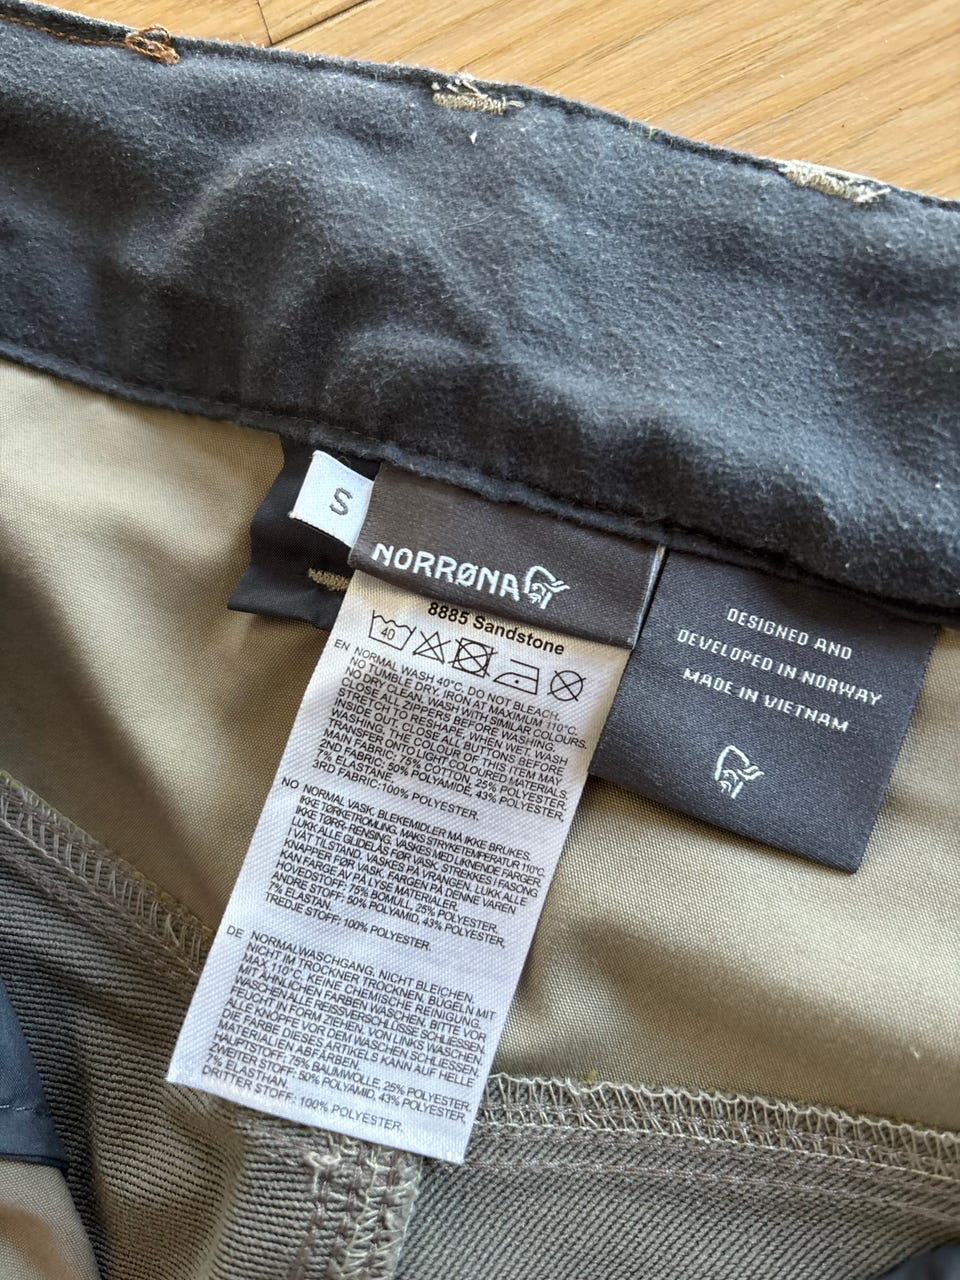 S
NORRØNA
8885 Sandstone
40
EN NORMAL WASH 40°C. DO NOT BLEACH.
NO TUMBLE DRY, IRON AT MAXIMUM 110°C.
NO DRY CLEAN. WASH WITH SIMILAR COLOURS.
CLOSE ALL ZIPPERS BEFORE WASHING.
STRETCH TO RESHAPE, WHEN WET. WASH
INSIDE OUT. CLOSE ALL BUTTONS BEFORE
WASHING. THE COLOUR OF THIS ITEM MAY
TRANSFER ONTO LIGHT COLOURED MATERIALS.
MAIN FABRIC: 75% COTTON, 25% POLYESTER,
2ND FABRIC: 50% POLYAMIDE, 43% POLYESTER,
7% ELASTANE.
3RD FABRIC:100% POLYESTER.
NO NORMAL VASK. BLEKEMIDLER MÅ IKKE BRUKES.
IKKE TØRKETROMLING. MAKS STRYKETEMPERATUR 110°C.
IKKE TØRR-RENSING. VASKES MED LIKNENDE FARGER.
LUKK ALLE GLIDELÅS FØR VASK. STREKKES I FASONG
I VÅT TILSTAND. VASKES PÅ VRANGEN. LUKK ALLE
KNAPPER FØR VASK. FARGEN PÅ DENNE VAREN
KAN FARGE AV PÅ LYSE MATERIALER.
HOVEDSTOFF: 75% BOMULL, 25% POLYESTER.
ANDRE STOFF: 50% POLYAMID, 43% POLYESTER,
7% ELASTAN.
TREDJE STOFF: 100% POLYESTER.
DE NORMALWASCHGANG. NICHT BLEICHEN.
NICHT IM TROCKNER TROCKNEN. BÜGELN MIT
MAX. 110°C. KEINE CHEMISCHE REINIGUNG.
MIT ÄHNLICHEN FARBEN WASCHEN. BITTE VOR
WASCHEN ALLE REISSVERSCHLÜSSE SCHLIESSEN.
FEUCHT IN FORM ZIEHEN. VON LINKS WASCHEN.
ALLE KNÖPFE VOR DEM WASCHEN SCHLIESSEN.
DIE FARBE DIESES ARTIKELS KANN AUF HELLE
MATERIALIEN ABFÄRBEN.
HAUPTSTOFF: 75% BAUMWOLLE, 25% POLYESTER.
ZWEITER STOFF: 50% POLYAMID, 43% POLYESTER,
7% ELASTHAN.
DRITTER STOFF: 100% POLYESTER.
DESIGNED AND
DEVELOPED IN NORWAY
MADE IN VIETNAM